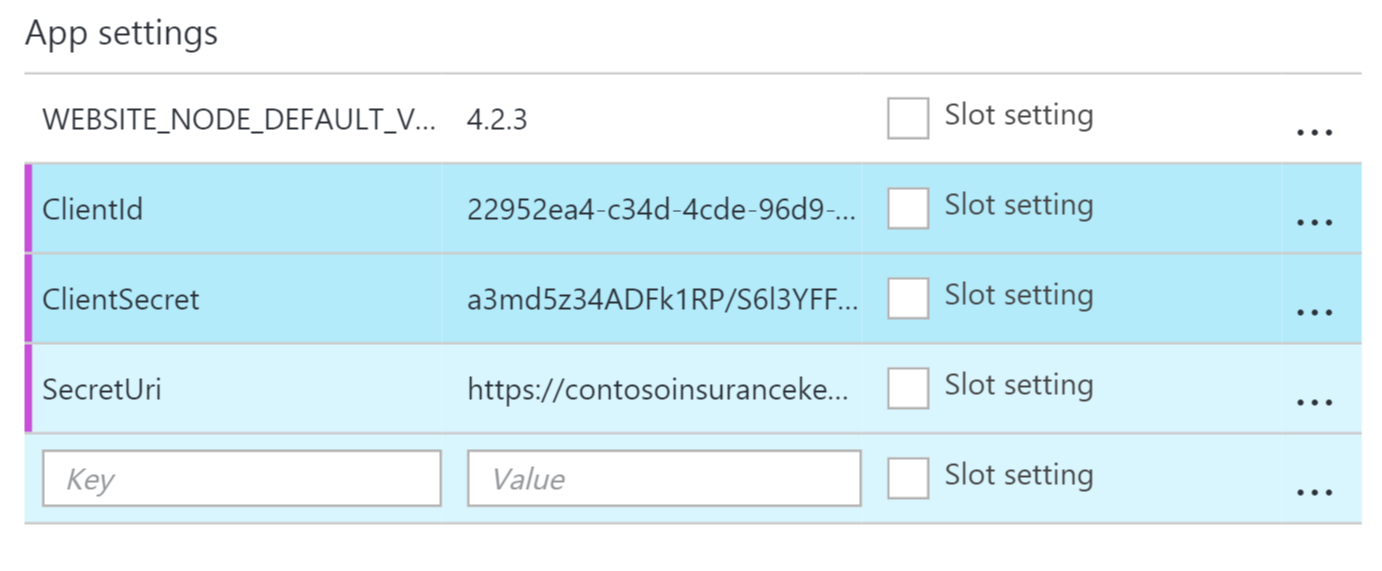 App settings
WEBSITE_NODE_DEFAULT_V... 4.2.3 Slot setting ...
ClientId 22952ea4-c34d-4cde-96d9-... Slot setting ...
ClientSecret a3md5z34ADFk1RP/S6l3YFF... Slot setting ...
SecretUri https://contosoinsuranceke... Slot setting ...
Key Value Slot setting ...